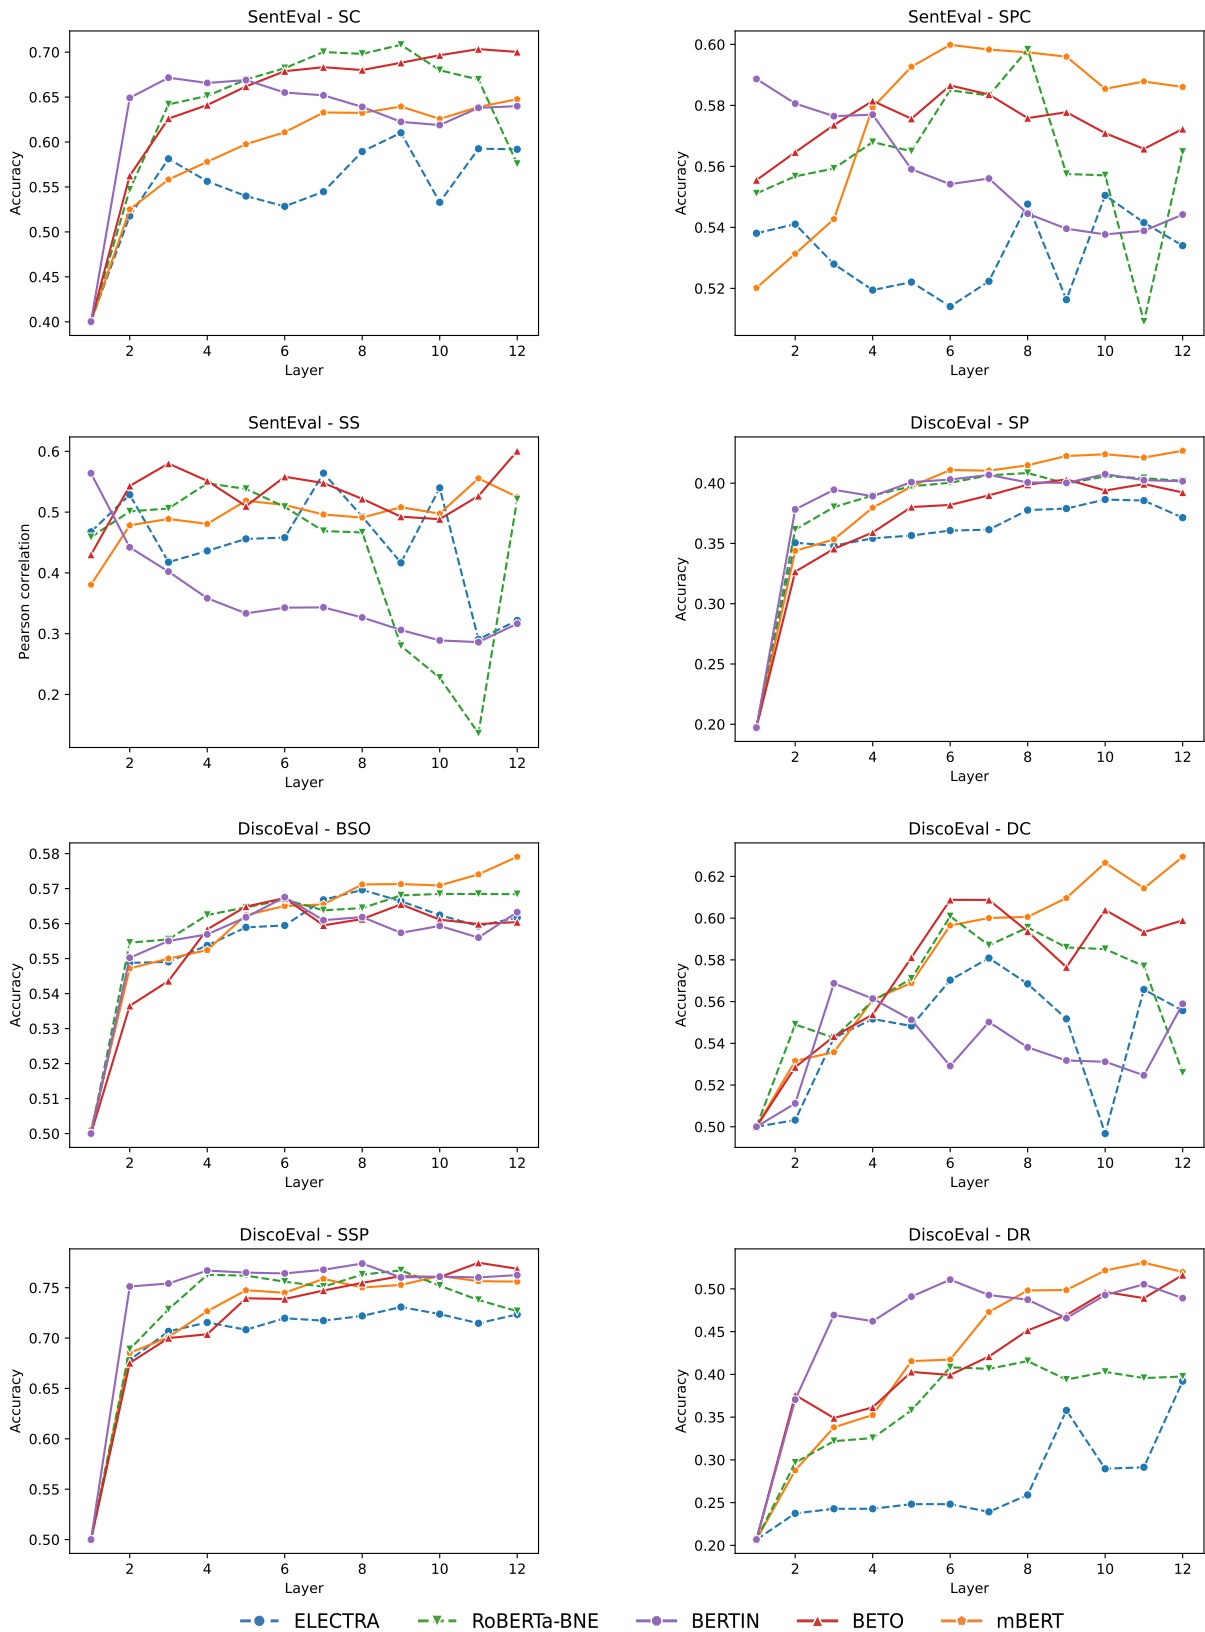 SentEval - SC
0.70
0.65
0.60
0.55
0.50
0.45
0.40
Accuracy
2 4 6 8 10 12
Layer
SentEval - SPC
0.60
0.58
0.56
0.54
0.52
Accuracy
2 4 6 8 10 12
Layer
SentEval - SS
0.6
0.5
0.4
0.3
0.2
Pearson correlation
2 4 6 8 10 12
Layer
DiscoEval - SP
0.40
0.35
0.30
0.25
0.20
Accuracy
2 4 6 8 10 12
Layer
DiscoEval - BSO
0.58
0.57
0.56
0.55
0.54
0.53
0.52
0.51
0.50
Accuracy
2 4 6 8 10 12
Layer
DiscoEval - DC
0.62
0.60
0.58
0.56
0.54
0.52
0.50
Accuracy
2 4 6 8 10 12
Layer
DiscoEval - SSP
0.75
0.70
0.65
0.60
0.55
0.50
Accuracy
2 4 6 8 10 12
Layer
DiscoEval - DR
0.50
0.45
0.40
0.35
0.30
0.25
0.20
Accuracy
2 4 6 8 10 12
Layer
ELECTRA RoBERTa-BNE BERTIN BETO mBERT